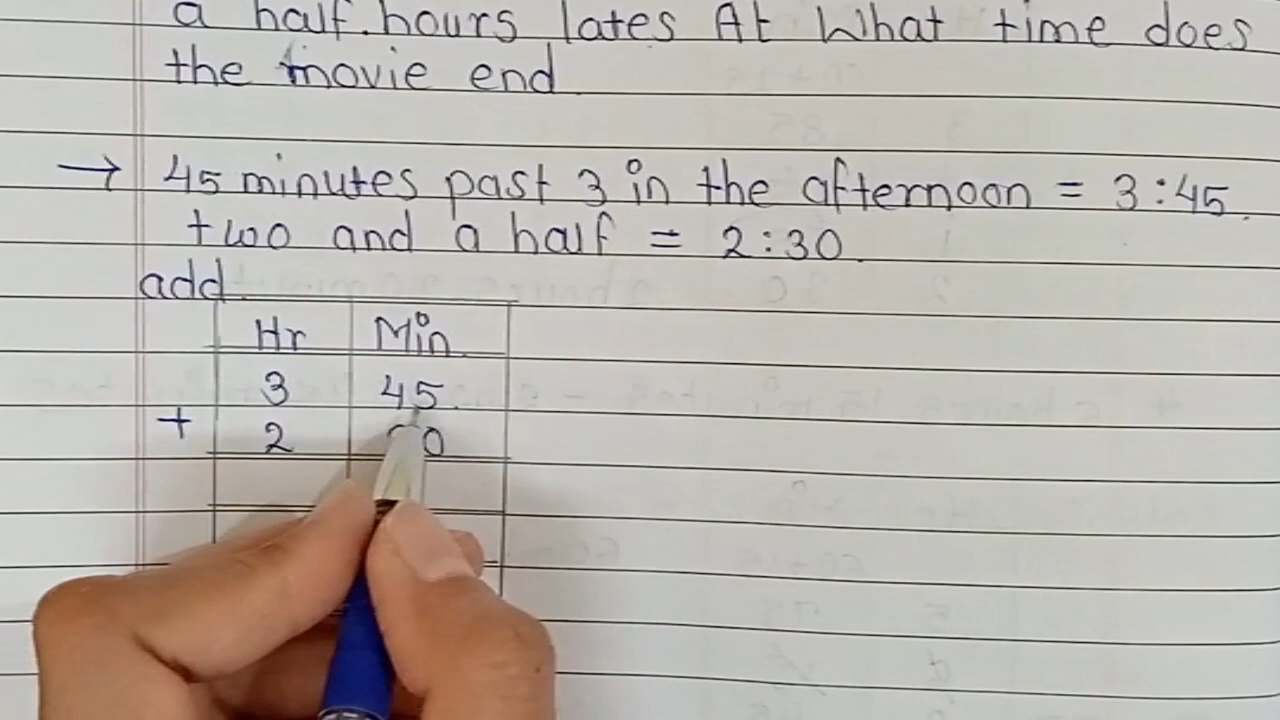 a half.hours lates At What time does
the movie end
→ 45 minutes past 3 in the afternoon = 3:45.
two and a half = 2:30.
add.
Hr Min.
3 45.
+ 2 0